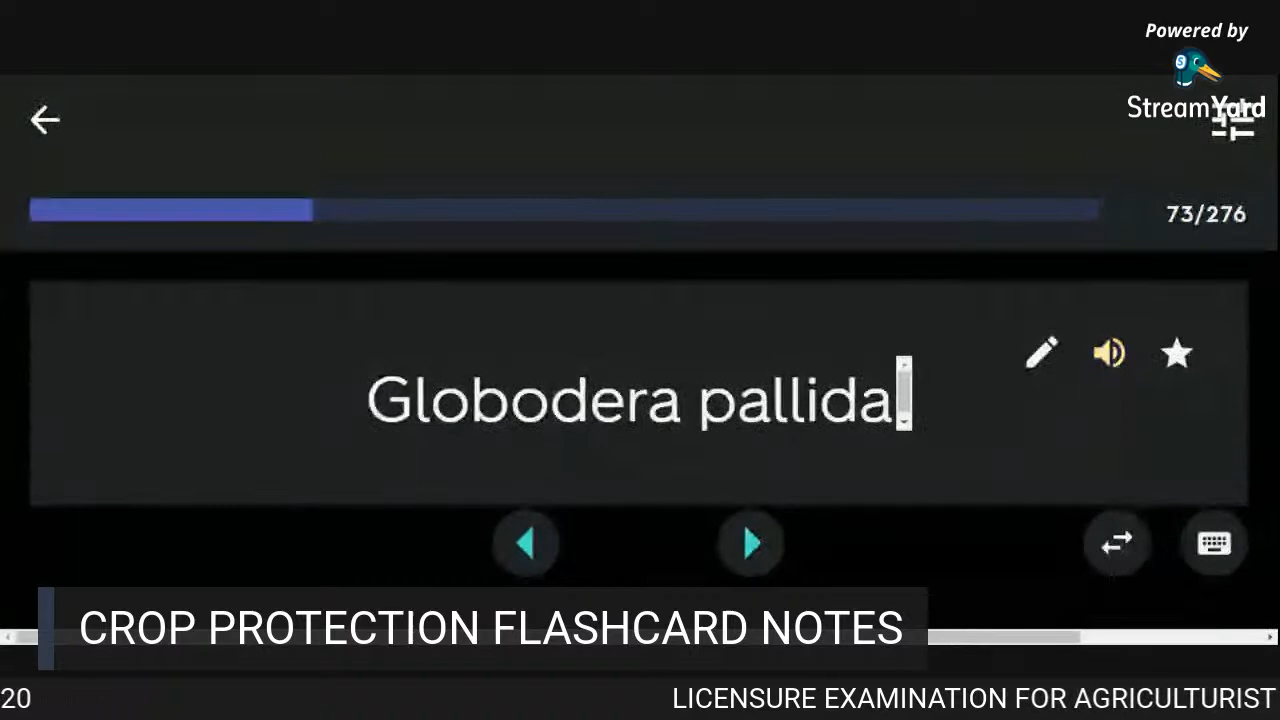 Powered by
StreamYard
73/276
Globodera pallida
CROP PROTECTION FLASHCARD NOTES
20
LICENSURE EXAMINATION FOR AGRICULTURIST